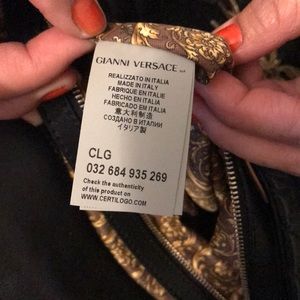 GIANNI VERSACE
REALIZZATO IN ITALIA
MADE IN ITALY
FABRIQUE EN ITALIE
HECHO EN ITALIA
FABRICADO EM ITALIA
意大利制造
СОЗДАНО В ИТАЛИИ
イタリア製
CLG
032 684 935 269
Check the authenticity
of this product on
WWW.CERTILOGO.COM